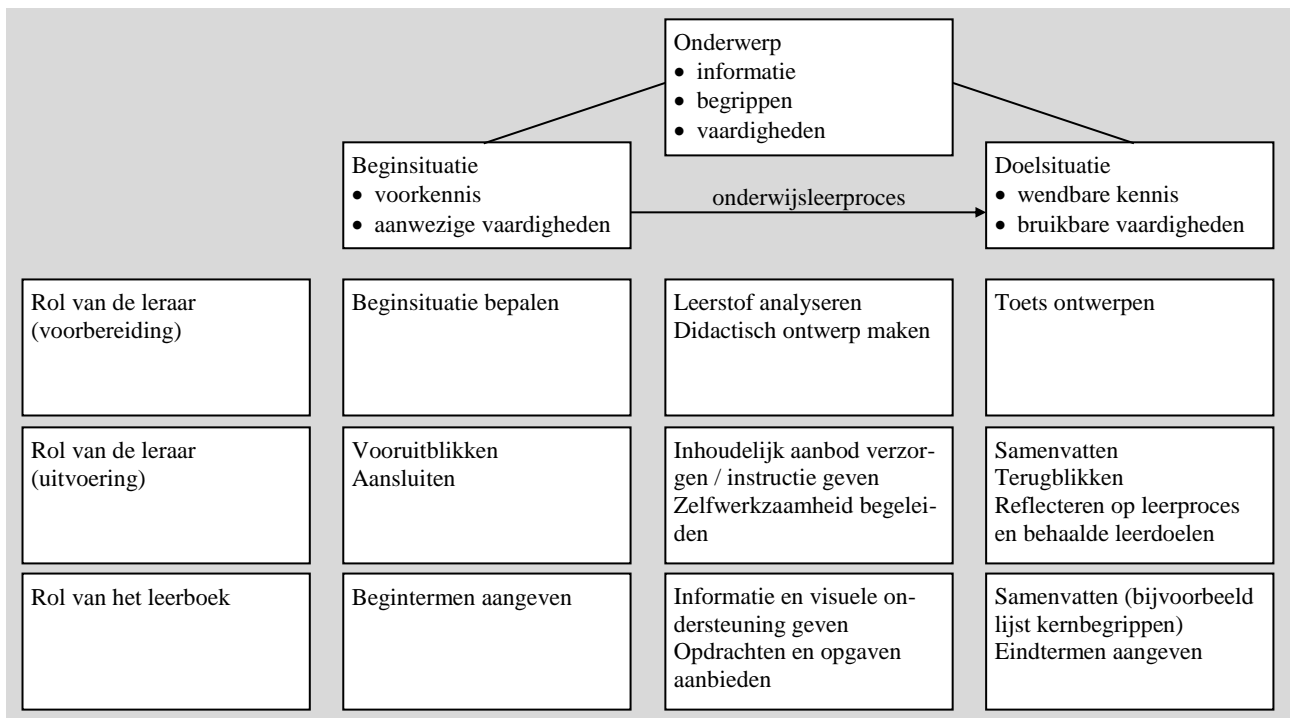 Onderwerp
• informatie
• begrippen
• vaardigheden
Beginsituatie
• voorkennis
• aanwezige vaardigheden
onderwijsleerproces
Doelsituatie
• wendbare kennis
• bruikbare vaardigheden
Rol van de leraar
(voorbereiding)
Beginsituatie bepalen
Leerstof analyseren
Didactisch ontwerp maken
Toets ontwerpen
Rol van de leraar
(uitvoering)
Vooruitblikken
Aansluiten
Inhoudelijk aanbod verzor-
gen / instructie geven
Zelfwerkzaamheid begelei-
den
Samenvatten
Terugblikken
Reflecteren op leerproces
en behaalde leerdoelen
Rol van het leerboek
Begintermen aangeven
Informatie en visuele on-
dersteuning geven
Opdrachten en opgaven
aanbieden
Samenvatten (bijvoorbeeld
lijst kernbegrippen)
Eindtermen aangeven